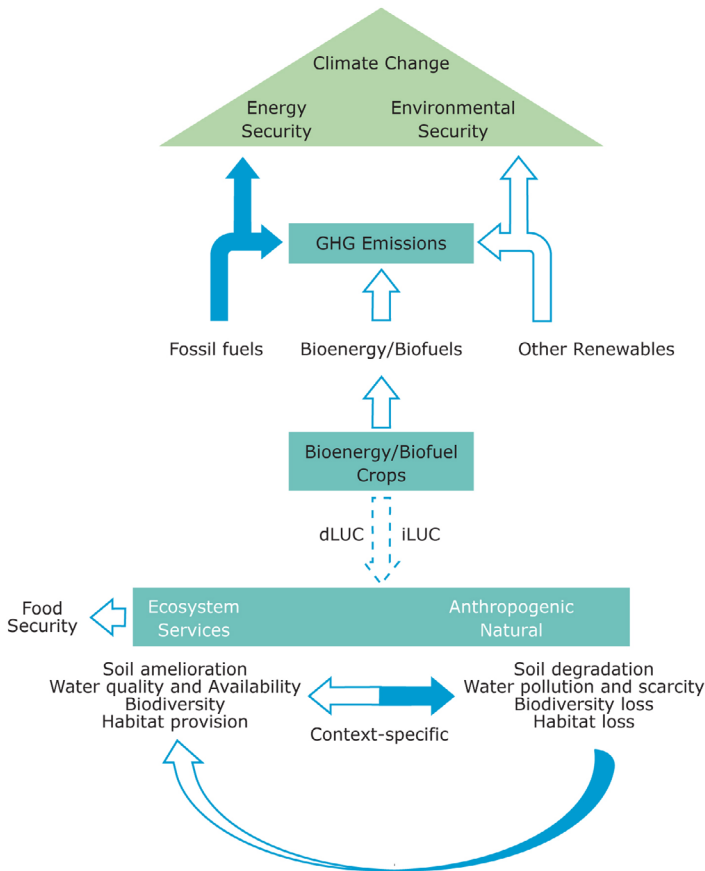 Climate Change
Energy
Security
Environmental
Security
GHG Emissions
Fossil fuels
Bioenergy/Biofuels
Other Renewables
Bioenergy/Biofuel
Crops
dLUC
iLUC
Food
Security
Ecosystem
Services
Anthropogenic
Natural
Soil amelioration
Water quality and Availability
Biodiversity
Habitat provision
Context-specific
Soil degradation
Water pollution and scarcity
Biodiversity loss
Habitat loss